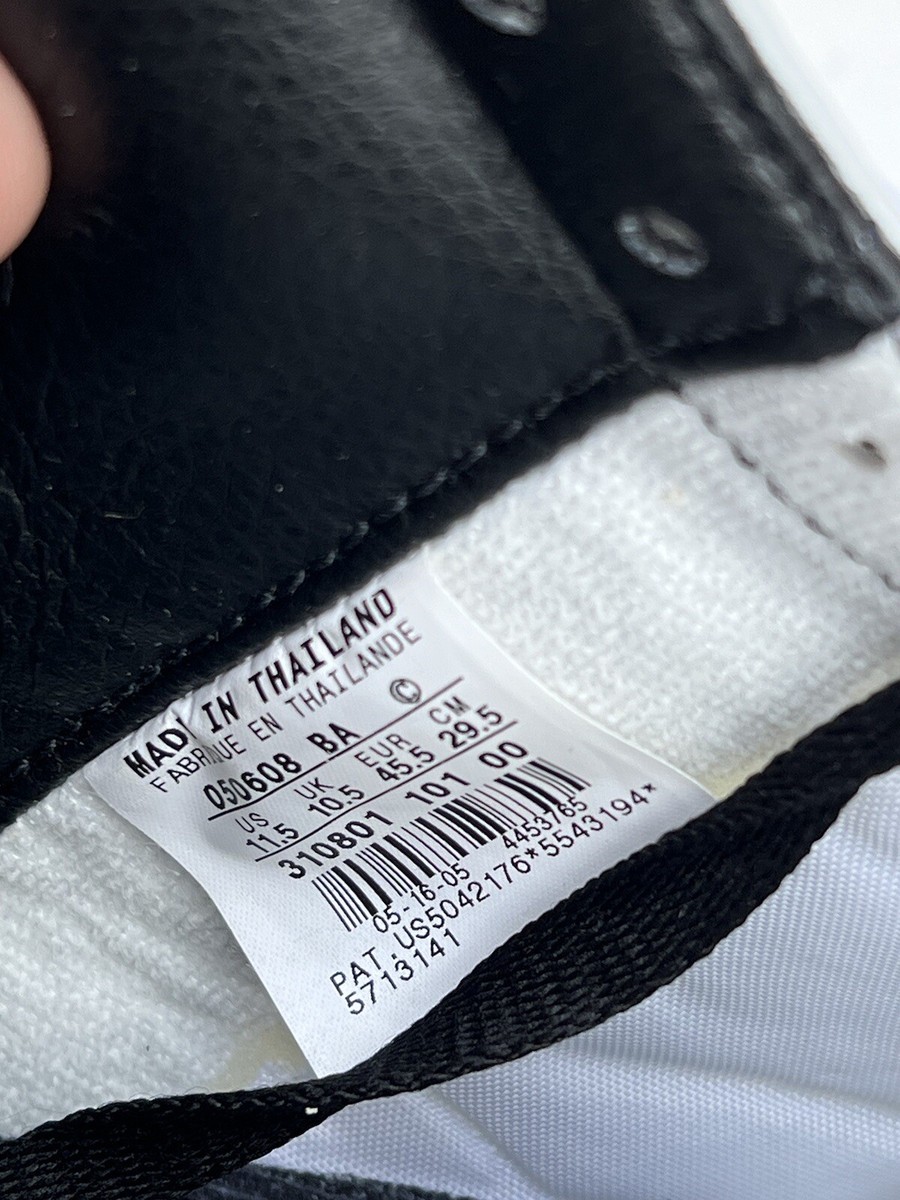 MADE IN THAILAND
FABRIQUE EN THAILANDE
050608 BA ©
US UK EUR CM
11.5 10.5 45.5 29.5
310801 101 00
05-16-05 4453765
PAT.US5042176*5543194*
5713141